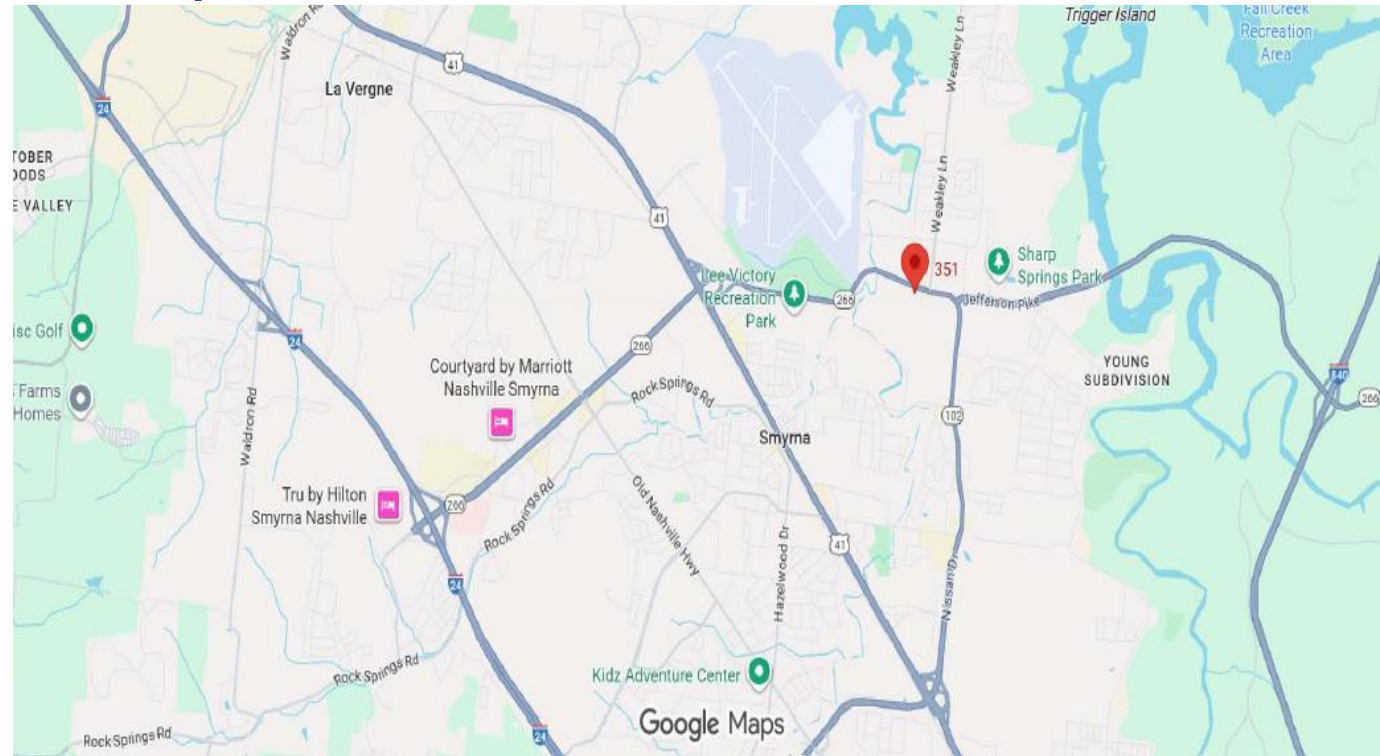 Trigger Island
Fall Creek
Recreation
Area
Waldron Rd
41
Weakley Ln
La Vergne
24
TOBER
OODS
E VALLEY
41
Weakley Ln
Lee Victory
Recreation
Park
266
351
Sharp
Springs Park
Jefferson Pike
isc Golf
24
266
YOUNG
SUBDIVISION
840
266
Farms
Homes
Courtyard by Marriott
Nashville Smyrna
Rock Springs Rd
102
Waldron Rd
Smyrna
Tru by Hilton
Smyrna Nashville
266
Rock Springs Rd
Old Nashville Hwy
41
24
Hazelwood Dr
Nissan Dr
Rock Springs Rd
Kidz Adventure Center
Google Maps
Rock Springs Rd
24